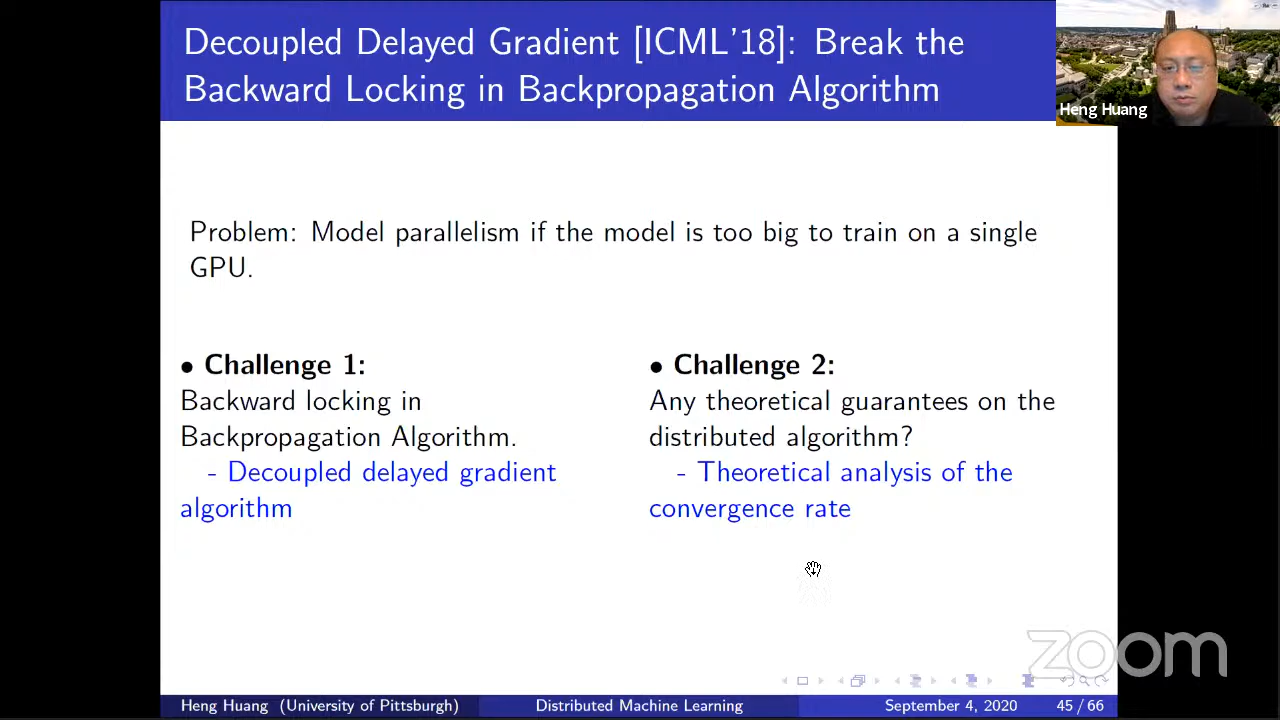 Decoupled Delayed Gradient [ICML'18]: Break the
Backward Locking in Backpropagation Algorithm
Heng Huang
Problem: Model parallelism if the model is too big to train on a single
GPU.
• Challenge 1:
Backward locking in
Backpropagation Algorithm.
- Decoupled delayed gradient
algorithm
• Challenge 2:
Any theoretical guarantees on the
distributed algorithm?
- Theoretical analysis of the
convergence rate
zoom
Heng Huang (University of Pittsburgh) Distributed Machine Learning September 4, 2020 45 / 66